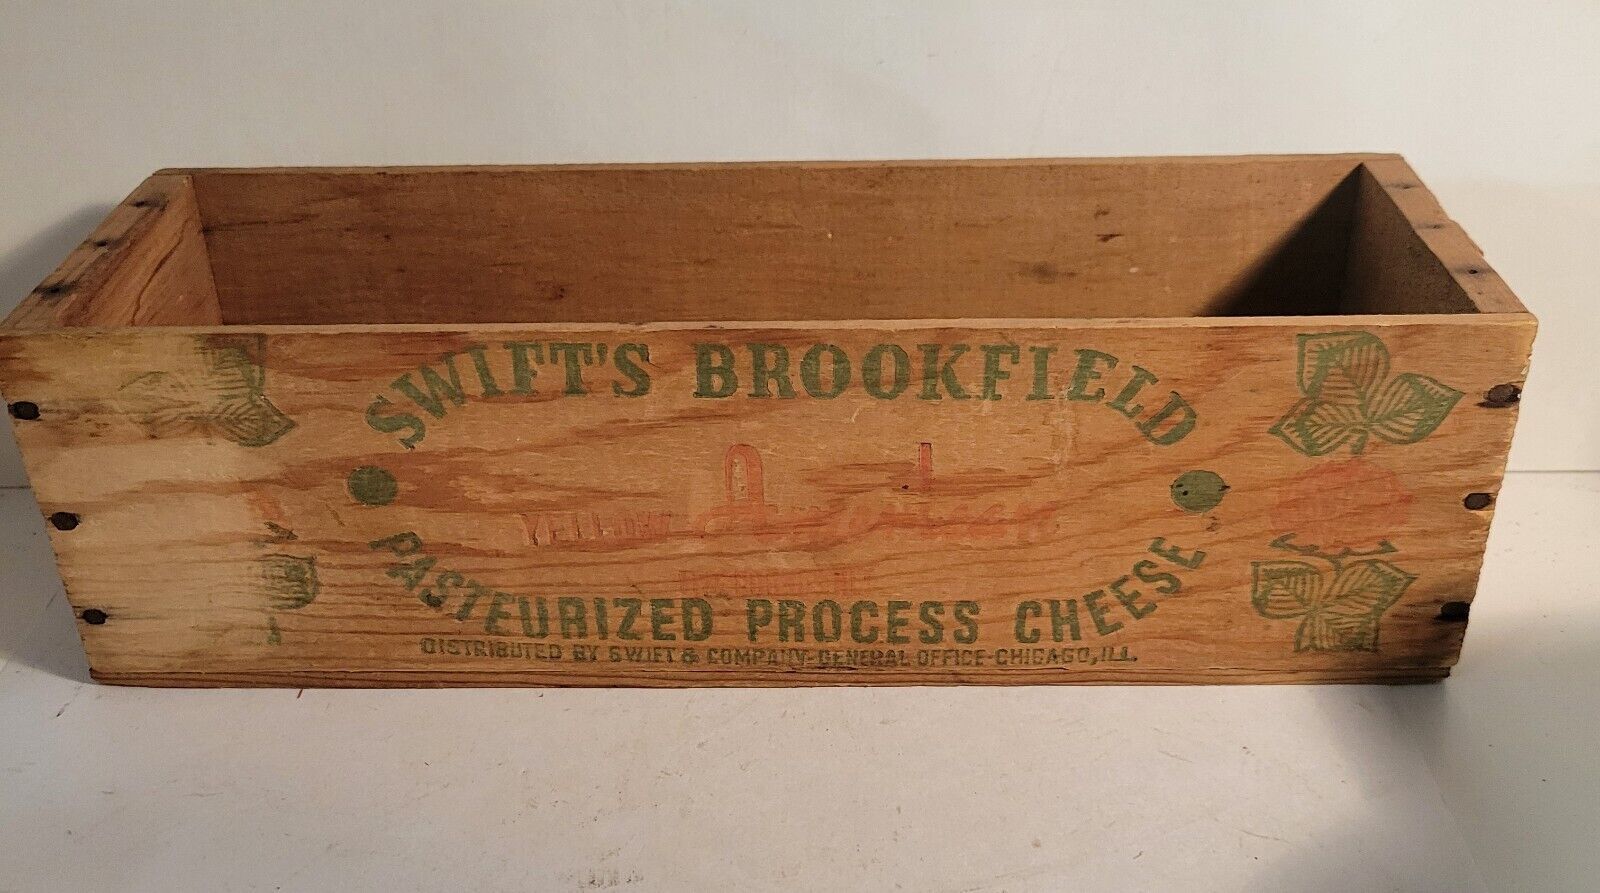 SWIFT'S BROOKFIELD
YELLOW American
PASTEURIZED PROCESS CHEESE
DISTRIBUTED BY SWIFT & COMPANY-GENERAL OFFICE-CHICAGO, ILL.